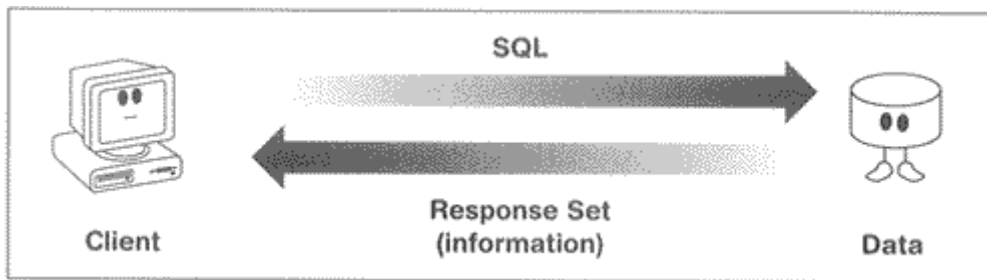 SQL
Response Set
(information)
Client
Data